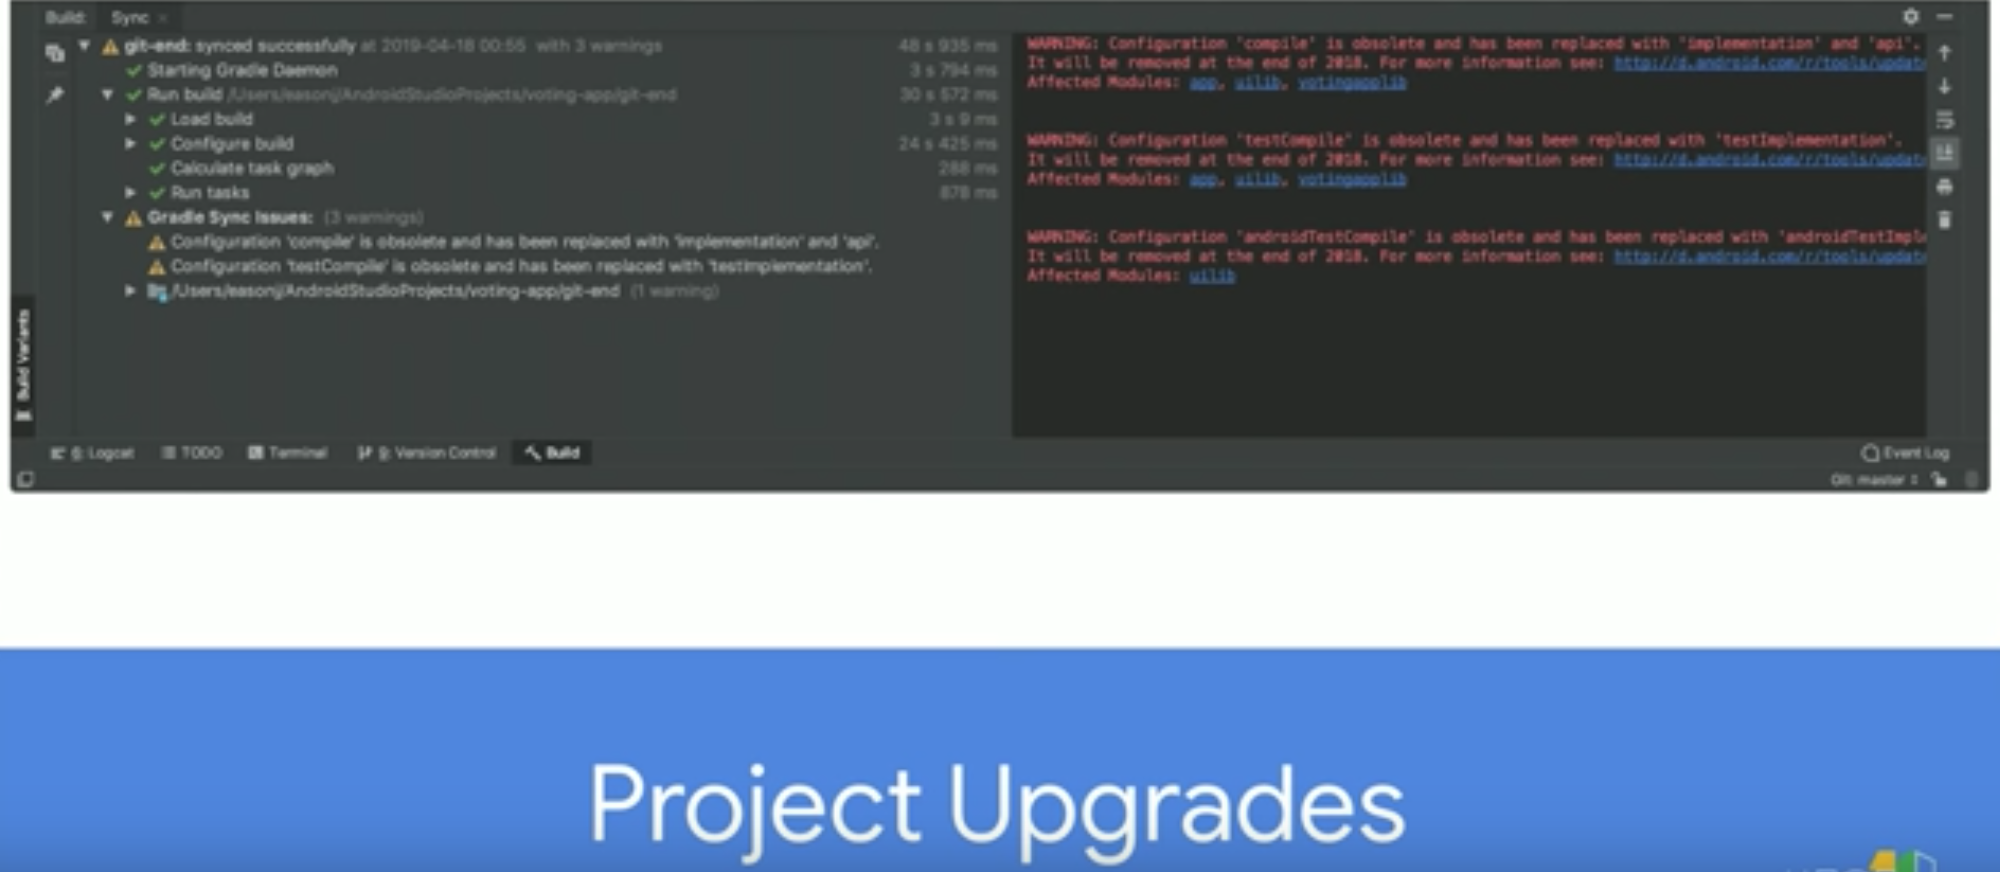 Build: Sync
git-end: synced successfully at 2019-04-18 00:55 with 3 warnings 48 s 935 ms
Starting Gradle Daemon 3 s 794 ms
Run build /Users/easonj/AndroidStudioProjects/voting-app/git-end 30 s 572 ms
Load build 3 s 9 ms
Configure build 24 s 425 ms
Calculate task graph 288 ms
Run tasks 878 ms
Gradle Sync Issues: (3 warnings)
Configuration 'compile' is obsolete and has been replaced with 'implementation' and 'api'.
Configuration 'testCompile' is obsolete and has been replaced with 'testImplementation'.
/Users/easonj/AndroidStudioProjects/voting-app/git-end (1 warning)
WARNING: Configuration 'compile' is obsolete and has been replaced with 'implementation' and 'api'.
It will be removed at the end of 2018. For more information see: http://d.android.com/r/tools/updat
Affected Modules: app, uilib, votingapplib
WARNING: Configuration 'testCompile' is obsolete and has been replaced with 'testImplementation'.
It will be removed at the end of 2018. For more information see: http://d.android.com/r/tools/updat
Affected Modules: app, uilib, votingapplib
WARNING: Configuration 'androidTestCompile' is obsolete and has been replaced with 'androidTestImpl
It will be removed at the end of 2018. For more information see: http://d.android.com/r/tools/updat
Affected Modules: uilib
Build Variants
6: Logcat TODO Terminal 9: Version Control Build Event Log
Git: master
Project Upgrades